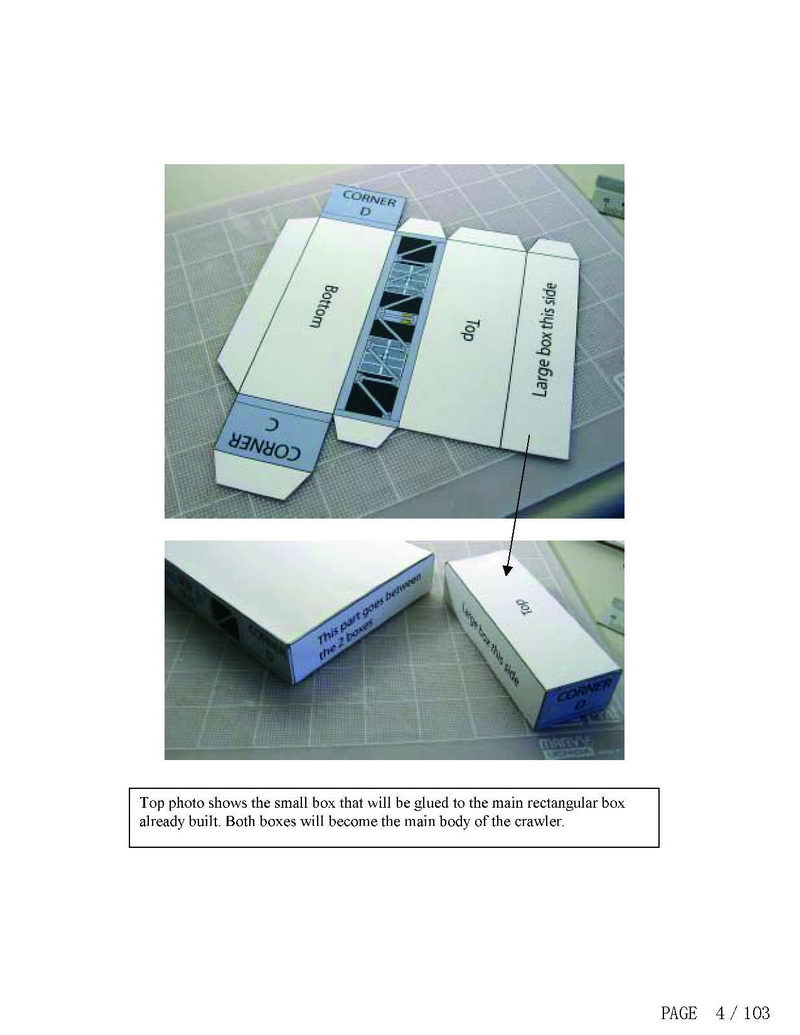 CORNER
D
Bottom
Top
Large box this side
CORNER
C
This part goes between
the 2 boxes
CORNER
D
Top
Large box this side
CORNER
D
Top photo shows the small box that will be glued to the main rectangular box
already built. Both boxes will become the main body of the crawler.
PAGE 4 / 103